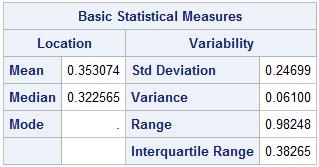 Basic Statistical Measures
Location Variability
Mean 0.353074 Std Deviation 0.24699
Median 0.322565 Variance 0.06100
Mode . Range 0.98248
Interquartile Range 0.38265